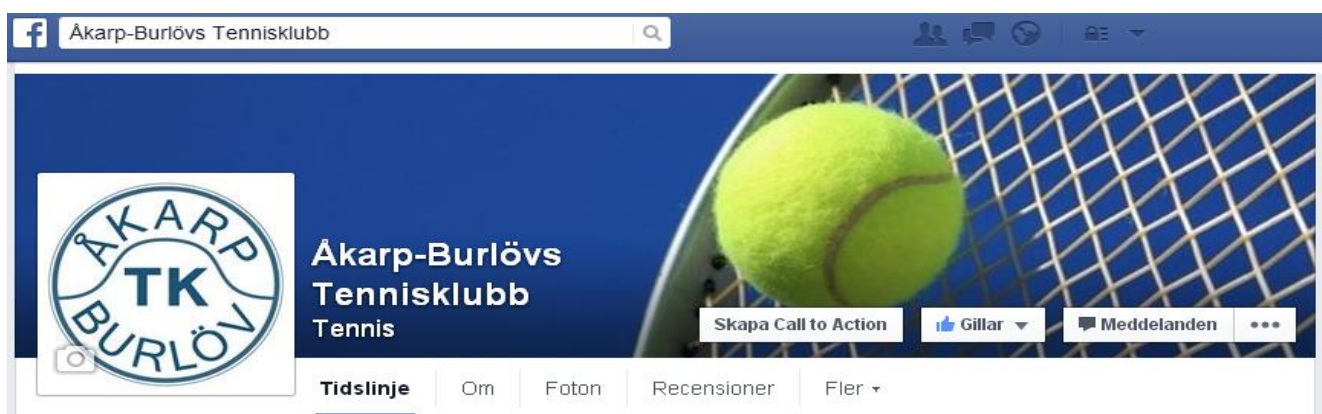 Åkarp-Burlövs Tennisklubb
ÅKARP
TK
BURLÖV
Åkarp-Burlövs
Tennisklubb
Tennis
Skapa Call to Action
Gillar
Meddelanden
Tidslinje Om Foton Recensioner Fler